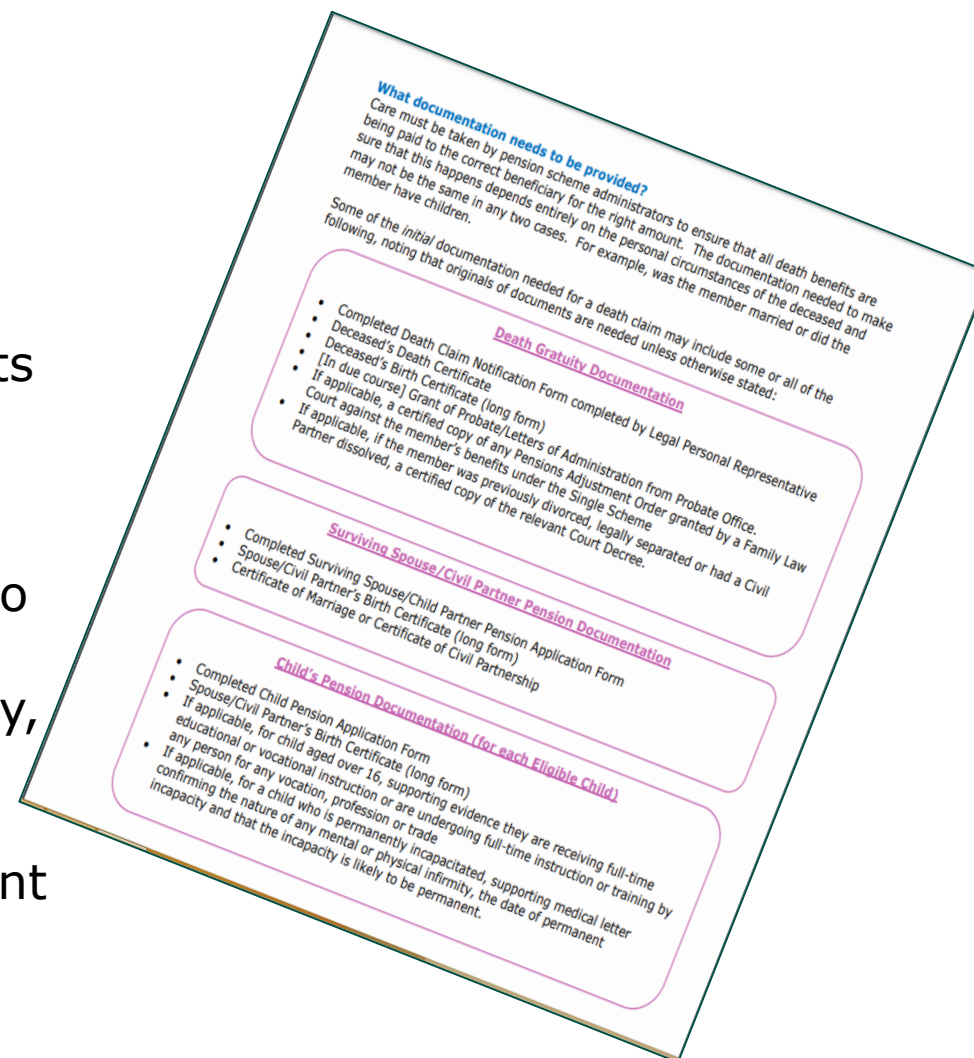 ts
o
y,
nt
What documentation needs to be provided?
Care must be taken by pension scheme administrators to ensure that all death benefits are
being paid to the correct beneficiary for the right amount. The documentation needed to make
sure that this happens depends entirely on the personal circumstances of the deceased and
may not be the same in any two cases. For example, was the member married or did the
member have children.
Some of the initial documentation needed for a death claim may include some or all of the
following, noting that originals of documents are needed unless otherwise stated:
Death Gratuity Documentation
• Completed Death Claim Notification Form completed by Legal Personal Representative
• Deceased's Death Certificate
• Deceased's Birth Certificate (long form)
• [In due course] Grant of Probate/Letters of Administration from Probate Office.
• If applicable, a certified copy of any Pensions Adjustment Order granted by a Family Law
Court against the member's benefits under the Single Scheme
• If applicable, if the member was previously divorced, legally separated or had a Civil
Partner dissolved, a certified copy of the relevant Court Decree.
Surviving Spouse/Civil Partner Pension Documentation
• Completed Surviving Spouse/Child Partner Pension Application Form
• Spouse/Civil Partner's Birth Certificate (long form)
• Certificate of Marriage or Certificate of Civil Partnership
Child's Pension Documentation (for each Eligible Child)
• Completed Child Pension Application Form
• Spouse/Civil Partner's Birth Certificate (long form)
• If applicable, for child aged over 16, supporting evidence they are receiving full-time
educational or vocational instruction or are undergoing full-time instruction or training by
any person for any vocation, profession or trade
• If applicable, for a child who is permanently incapacitated, supporting medical letter
confirming the nature of any mental or physical infirmity, the date of permanent
incapacity and that the incapacity is likely to be permanent.